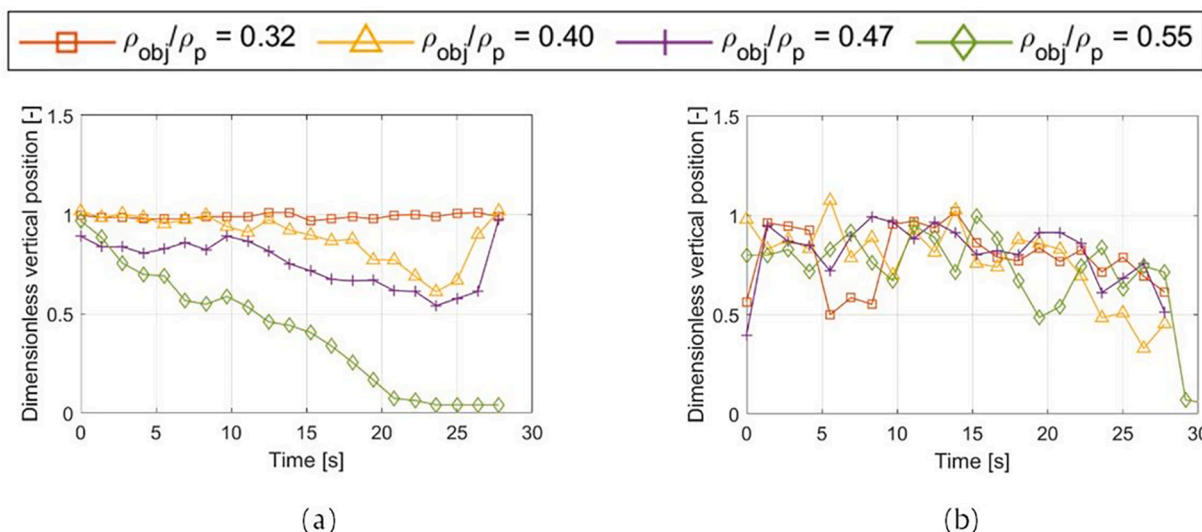 ρobj/ρp = 0.32 ρobj/ρp = 0.40 ρobj/ρp = 0.47 ρobj/ρp = 0.55
Dimensionless vertical position [-]
1.5
1
0.5
0
0 5 10 15 20 25 30
Time [s]
(a)
Dimensionless vertical position [-]
1.5
1
0.5
0
0 5 10 15 20 25 30
Time [s]
(b)